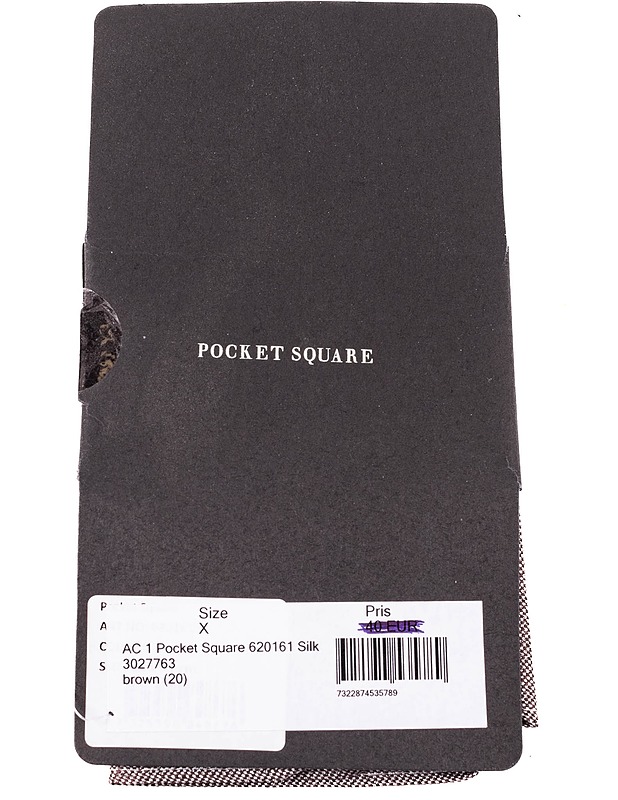 POCKET SQUARE
Size
X
Pris
40 EUR
A
C
S
AC 1 Pocket Square 620161 Silk
3027763
brown (20)
7322874535789